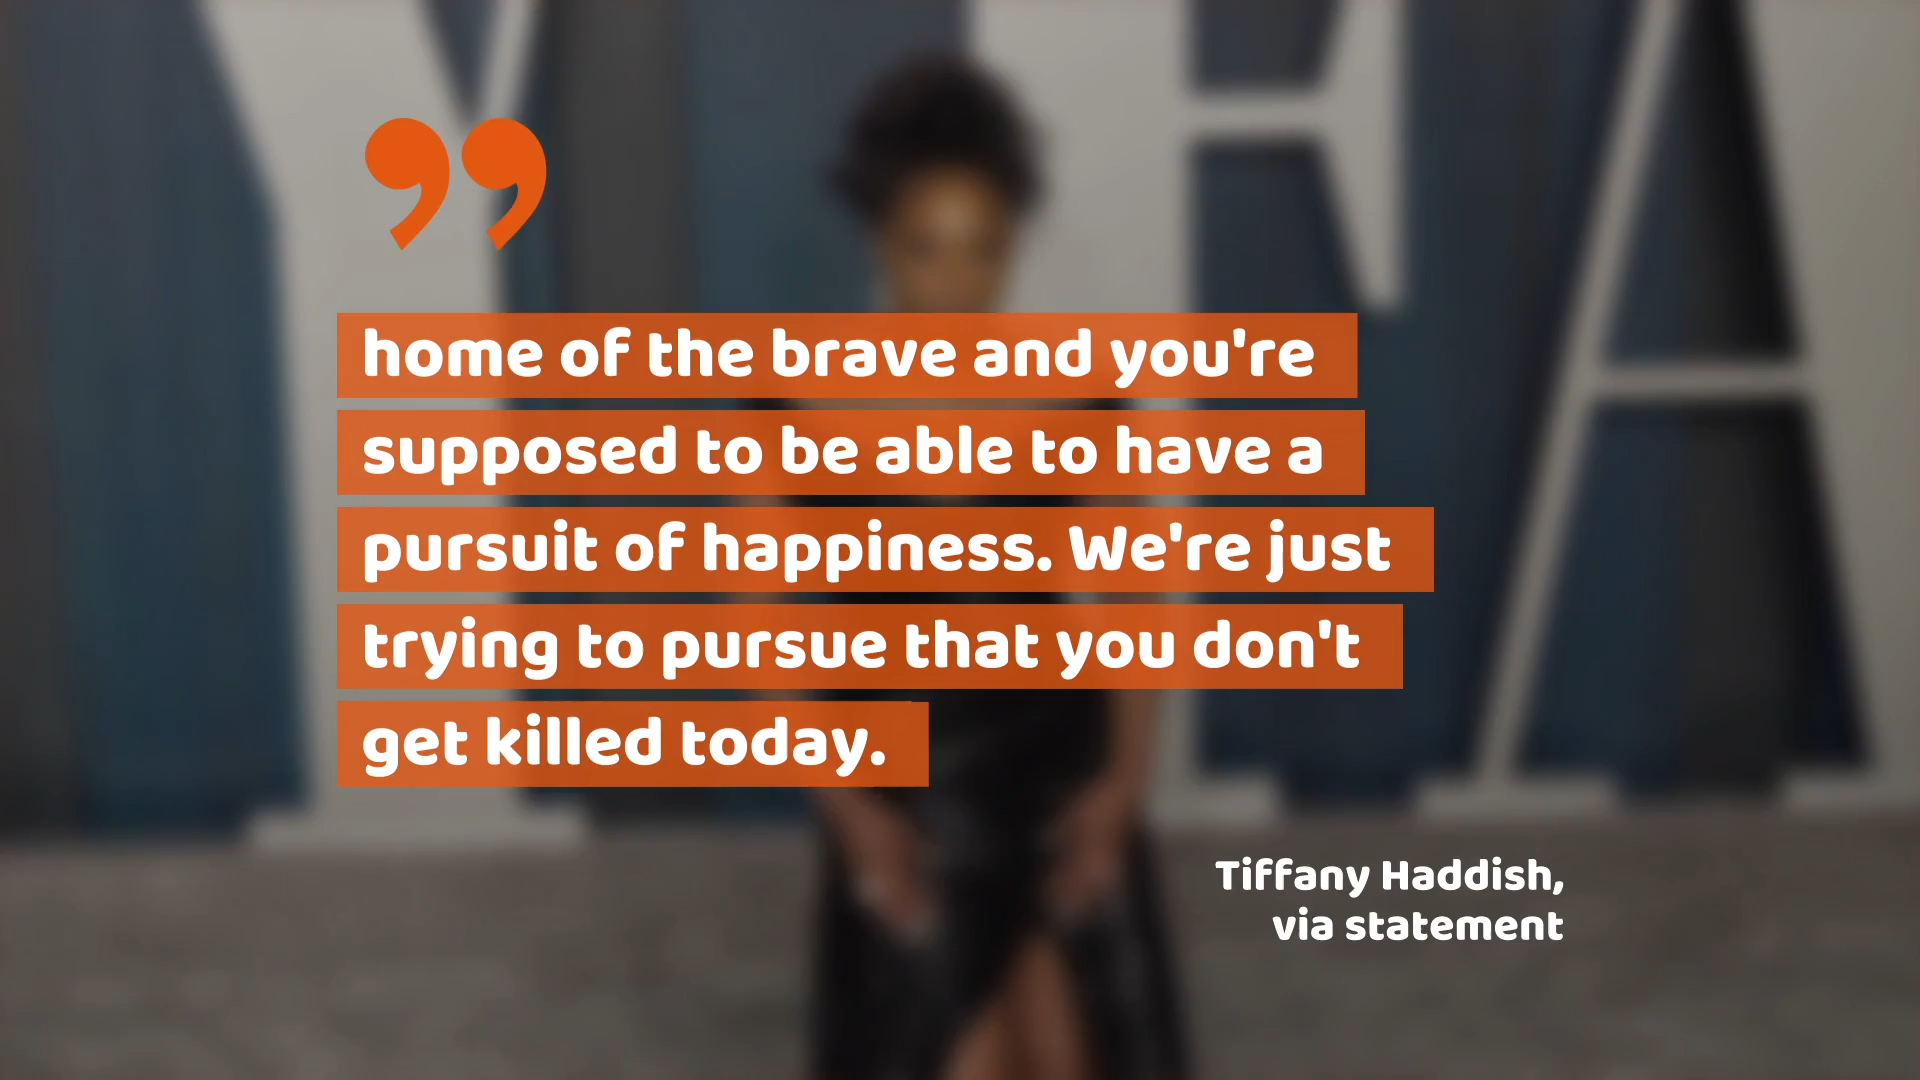 home of the brave and you're
supposed to be able to have a
pursuit of happiness. We're just
trying to pursue that you don't
get killed today.
Tiffany Haddish,
via statement